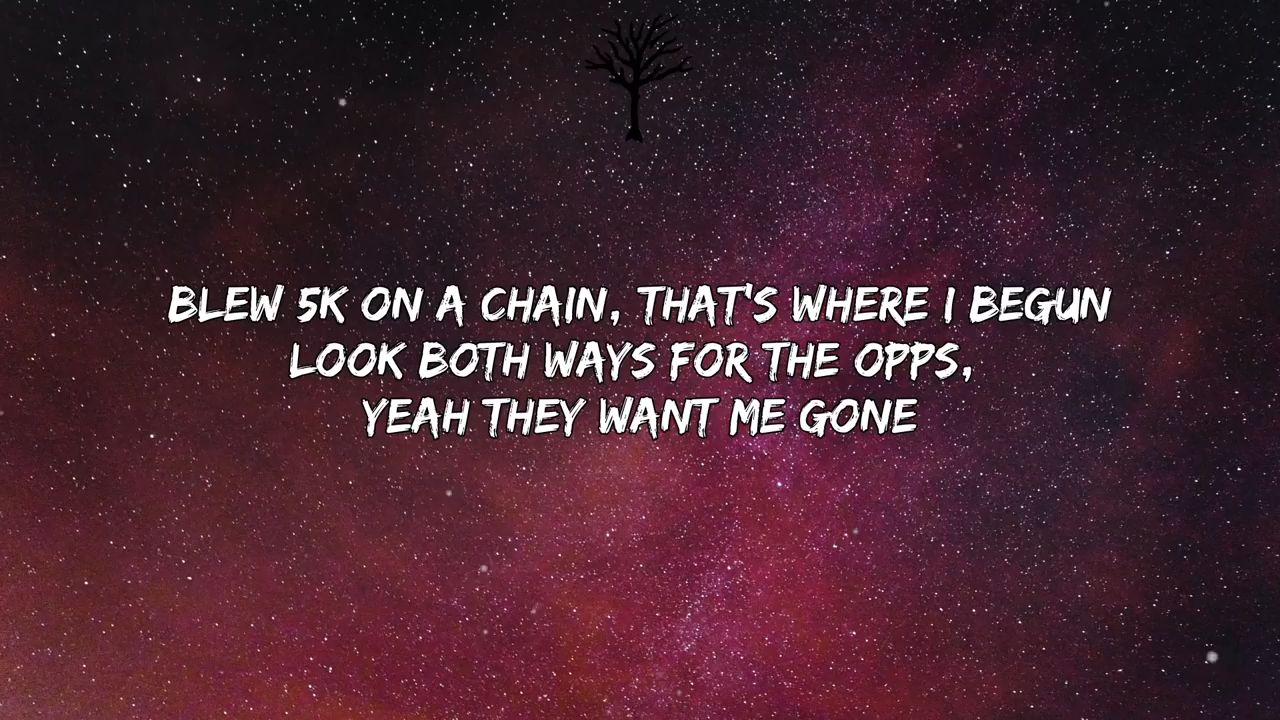 BLEW 5K ON A CHAIN, THAT'S WHERE I BEGUN
LOOK BOTH WAYS FOR THE OPPS,
YEAH THEY WANT ME GONE